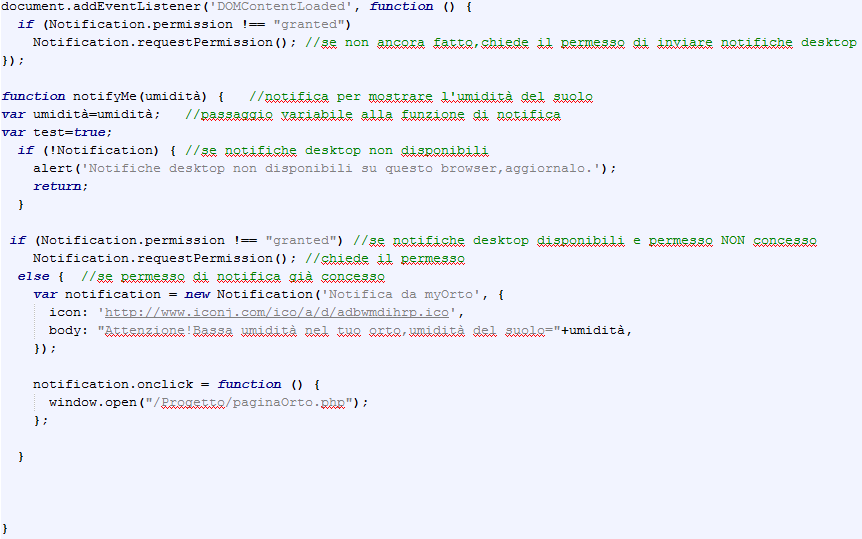 document.addEventListener('DOMContentLoaded', function () {
  if (Notification.permission !== "granted")
    Notification.requestPermission(); //se non ancora fatto,chiede il permesso di inviare notifiche desktop
});

function notifyMe(umidità) {   //notifica per mostrare l'umidità del suolo
var umidità=umidità;   //passaggio variabile alla funzione di notifica
var test=true;
  if (!Notification) { //se notifiche desktop non disponibili
    alert('Notifiche desktop non disponibili su questo browser,aggiornalo.');
    return;
  }

 if (Notification.permission !== "granted") //se notifiche desktop disponibili e permesso NON concesso
    Notification.requestPermission(); //chiede il permesso
  else {  //se permesso di notifica già concesso
    var notification = new Notification('Notifica da myOrto', {
      icon: 'http://www.iconj.com/ico/a/d/adbwmdihrp.ico',
      body: "Attenzione!Bassa umidità nel tuo orto,umidità del suolo="+umidità,
    });

    notification.onclick = function () {
      window.open("/Progetto/paginaOrto.php");
    };

  }

}